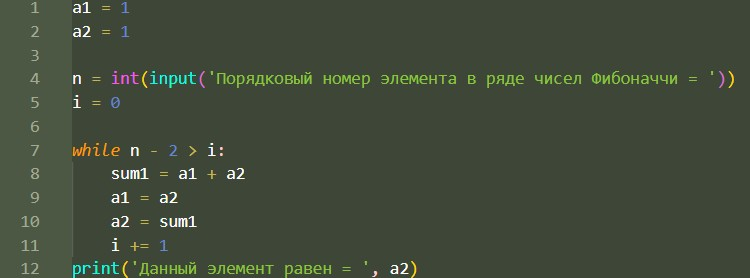 1 a1 = 1
2 a2 = 1
3
4 n = int(input('Порядковый номер элемента в ряде чисел Фибоначчи = '))
5 i = 0
6
7 while n - 2 > i:
8     sum1 = a1 + a2
9     a1 = a2
10     a2 = sum1
11     i += 1
12 print('Данный элемент равен = ', a2)